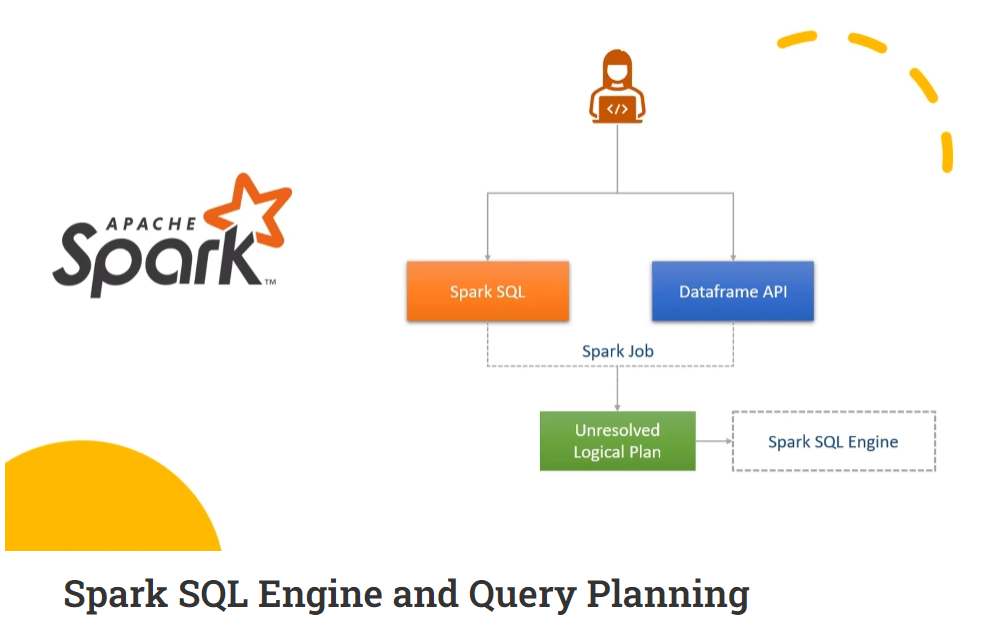 </>
APACHE
Spark™
Spark SQL
Dataframe API
Spark Job
Unresolved
Logical Plan
Spark SQL Engine
Spark SQL Engine and Query Planning